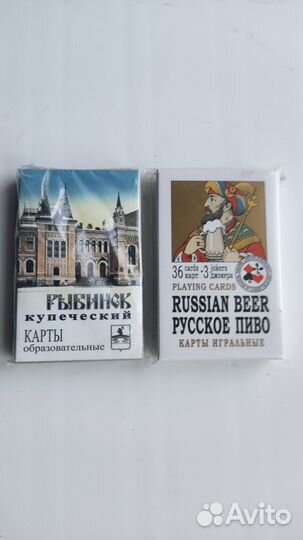 РЫБИНСК
купеческий
КАРТЫ
образовательные
36 cards карт + 3 jokers джокера
PLAYING CARDS
RUSSIAN BEER
РУССКОЕ ПИВО
КАРТЫ ИГРАЛЬНЫЕ
Avito